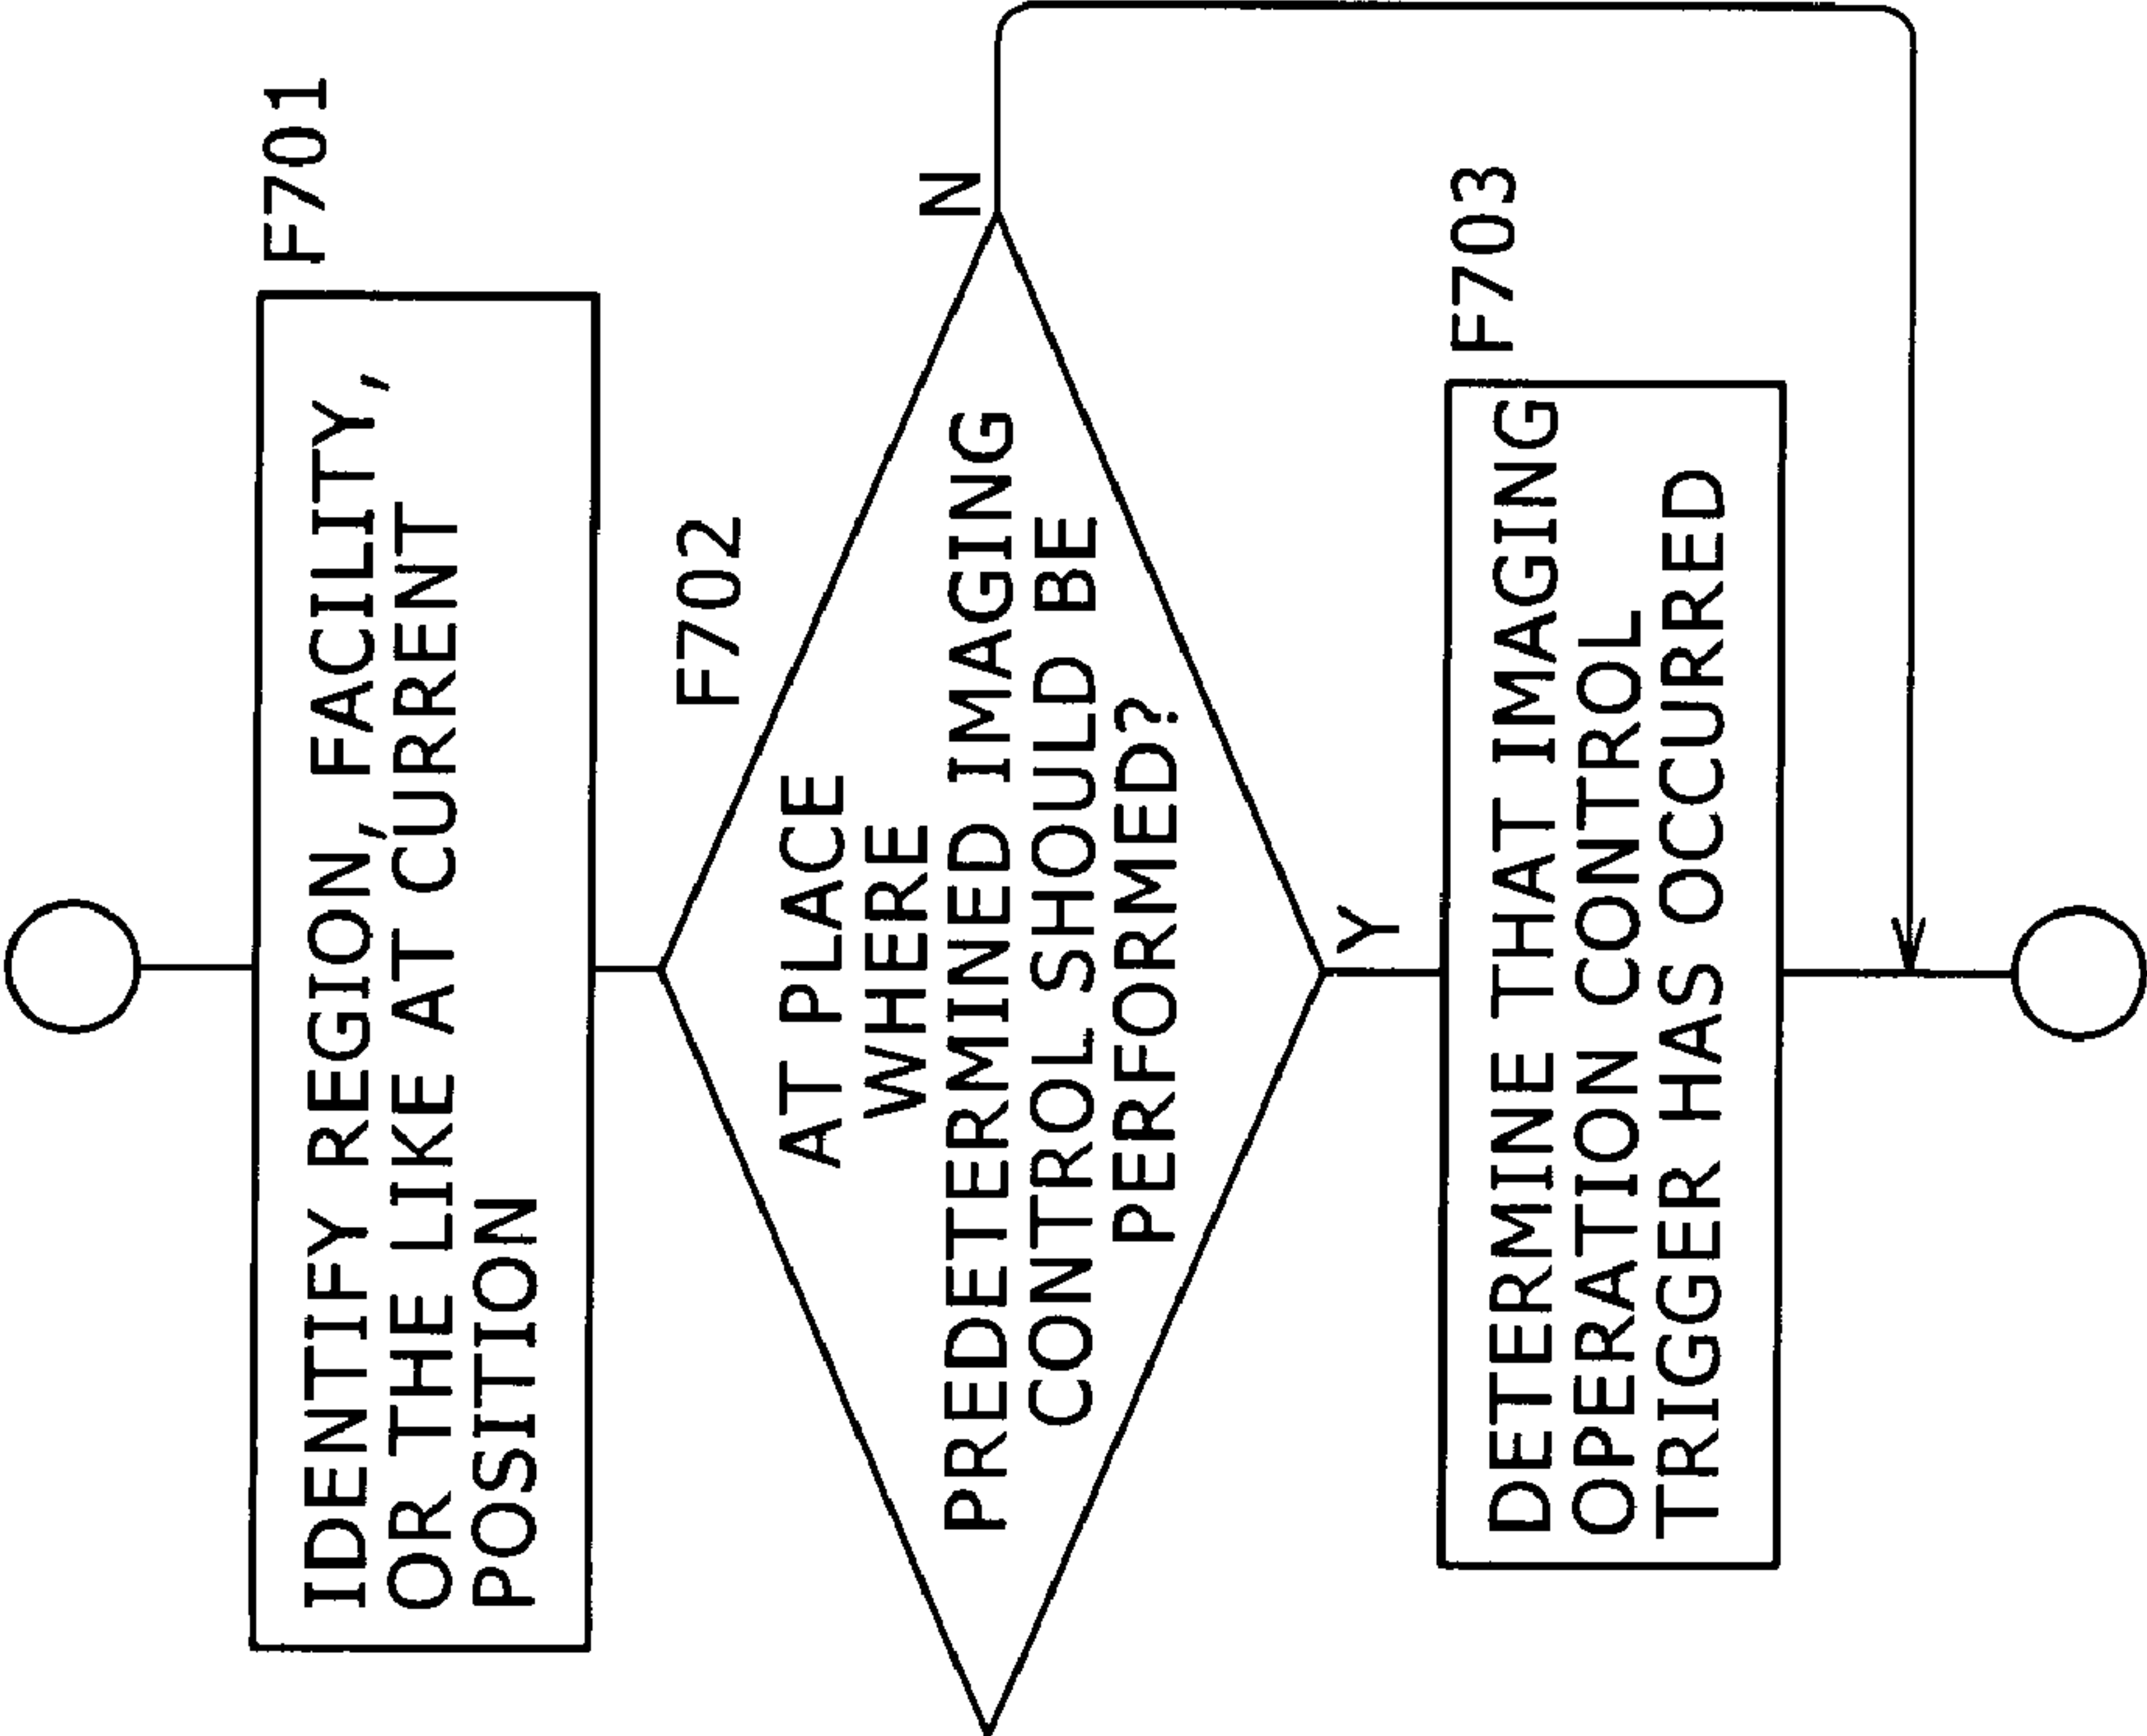 F701
IDENTIFY REGION, FACILITY,
OR THE LIKE AT CURRENT
POSITION
F702
AT PLACE
WHERE
PREDETERMINED IMAGING
CONTROL SHOULD BE
PERFORMED?
N
Y
F703
DETERMINE THAT IMAGING
OPERATION CONTROL
TRIGGER HAS OCCURRED